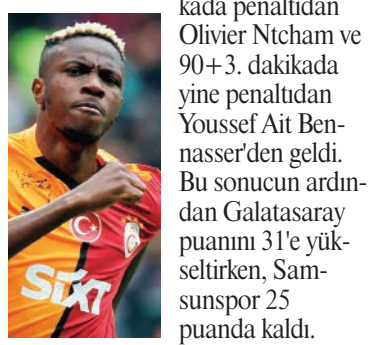 kada penaltıdan
Olivier Ntcham ve
90+3. dakikada
yine penaltıdan
Youssef Ait Ben-
nasser'den geldi.
Bu sonucun ardın-
dan Galatasaray
puanını 31'e yük-
seltirken, Sam-
sunspor 25
puanda kaldı.
SIXT